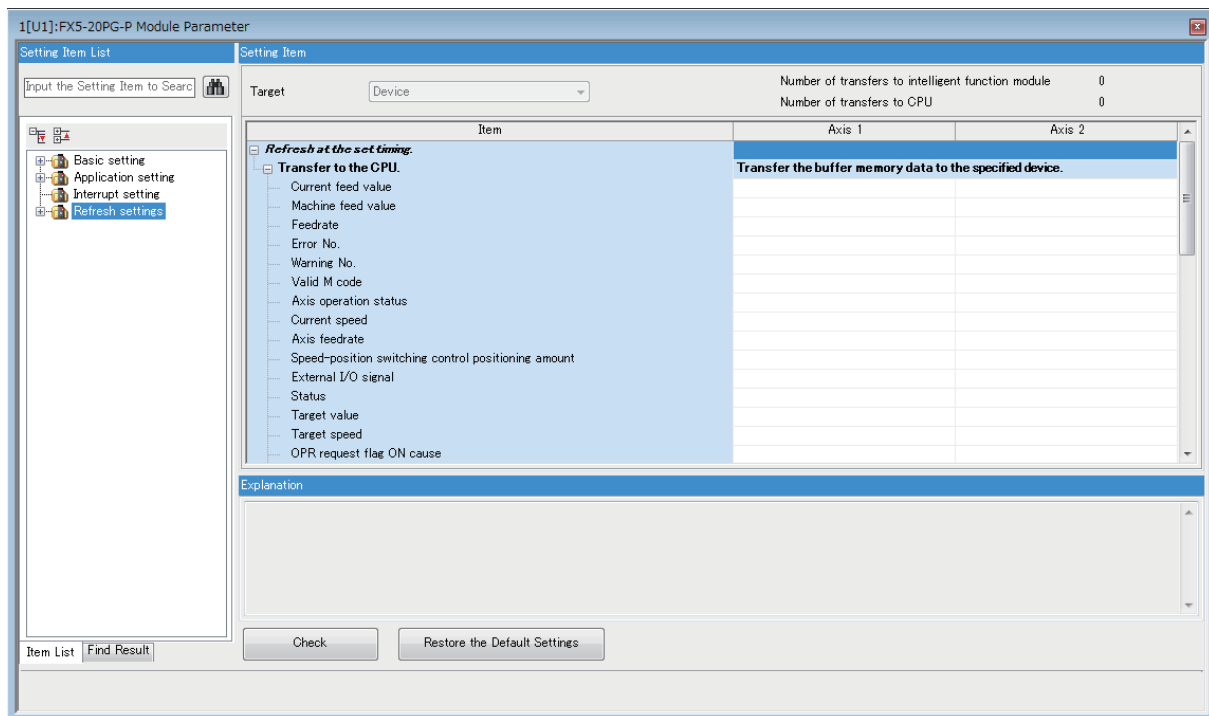 1[U1]:FX5-20PG-P Module Parameter
Setting Item List
Setting Item
Input the Setting Item to Searc
Target
Device
Number of transfers to intelligent function module 0
Number of transfers to CPU 0
Basic setting
Application setting
Interrupt setting
Refresh settings
Item Axis 1 Axis 2
Refresh at the set timing.
Transfer to the CPU. Transfer the buffer memory data to the specified device.
Current feed value
Machine feed value
Feedrate
Error No.
Warning No.
Valid M code
Axis operation status
Current speed
Axis feedrate
Speed-position switching control positioning amount
External I/O signal
Status
Target value
Target speed
OPR request flag ON cause
Explanation
Check
Restore the Default Settings
Item List
Find Result